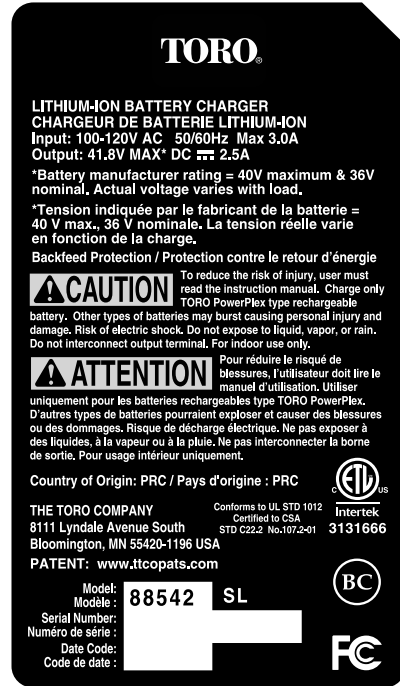 TORO®
LITHIUM-ION BATTERY CHARGER
CHARGEUR DE BATTERIE LITHIUM-ION
Input: 100-120V AC 50/60Hz Max 3.0A
Output: 41.8V MAX* DC ⎓ 2.5A
*Battery manufacturer rating = 40V maximum & 36V
nominal. Actual voltage varies with load.
*Tension indiquée par le fabricant de la batterie =
40 V max., 36 V nominale. La tension réelle varie
en fonction de la charge.
Backfeed Protection / Protection contre le retour d'énergie
CAUTION
To reduce the risk of injury, user must
read the instruction manual. Charge only
TORO PowerPlex type rechargeable
battery. Other types of batteries may burst causing personal injury and
damage. Risk of electric shock. Do not expose to liquid, vapor, or rain.
Do not interconnect output terminal. For indoor use only.
ATTENTION
Pour réduire le risqué de
blessures, l'utilisateur doit lire le
manuel d'utilisation. Utiliser
uniquement pour les batteries rechargeables type TORO PowerPlex.
D'autres types de batteries pourraient exploser et causer des blessures
ou des dommages. Risque de décharge électrique. Ne pas exposer à
des liquides, à la vapeur ou à la pluie. Ne pas interconnecter la borne
de sortie. Pour usage intérieur uniquement.
Country of Origin: PRC / Pays d'origine : PRC
THE TORO COMPANY
8111 Lyndale Avenue South
Bloomington, MN 55420-1196 USA
Conforms to UL STD 1012
Certified to CSA
STD C22.2 No.107.2-01
C ETL US
Intertek
3131666
PATENT: www.ttcopats.com
BC
Model:
Modèle :
88542 SL
Serial Number:
Numéro de série :
Date Code:
Code de date :
FC